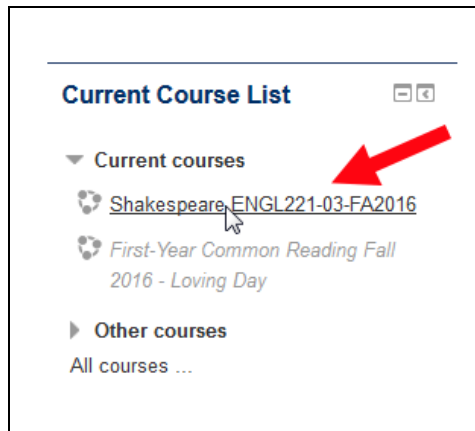 Current Course List
Current courses
Shakespeare ENGL221-03-FA2016
First-Year Common Reading Fall
2016 - Loving Day
Other courses
All courses ...